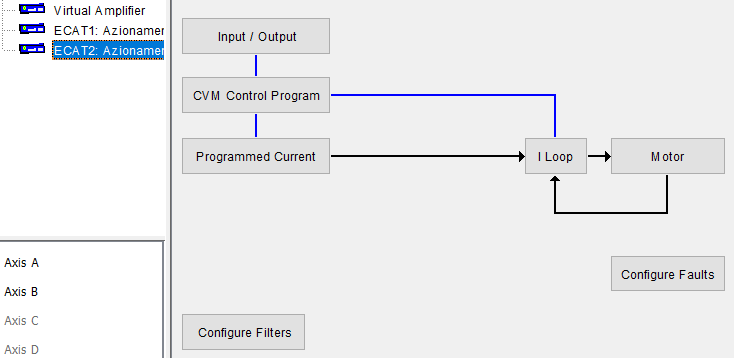 Virtual Amplifier
ECAT1: Azionamer
ECAT2: Azionamer
Axis A
Axis B
Axis C
Axis D
Input / Output
CVM Control Program
Programmed Current
I Loop
Motor
Configure Faults
Configure Filters